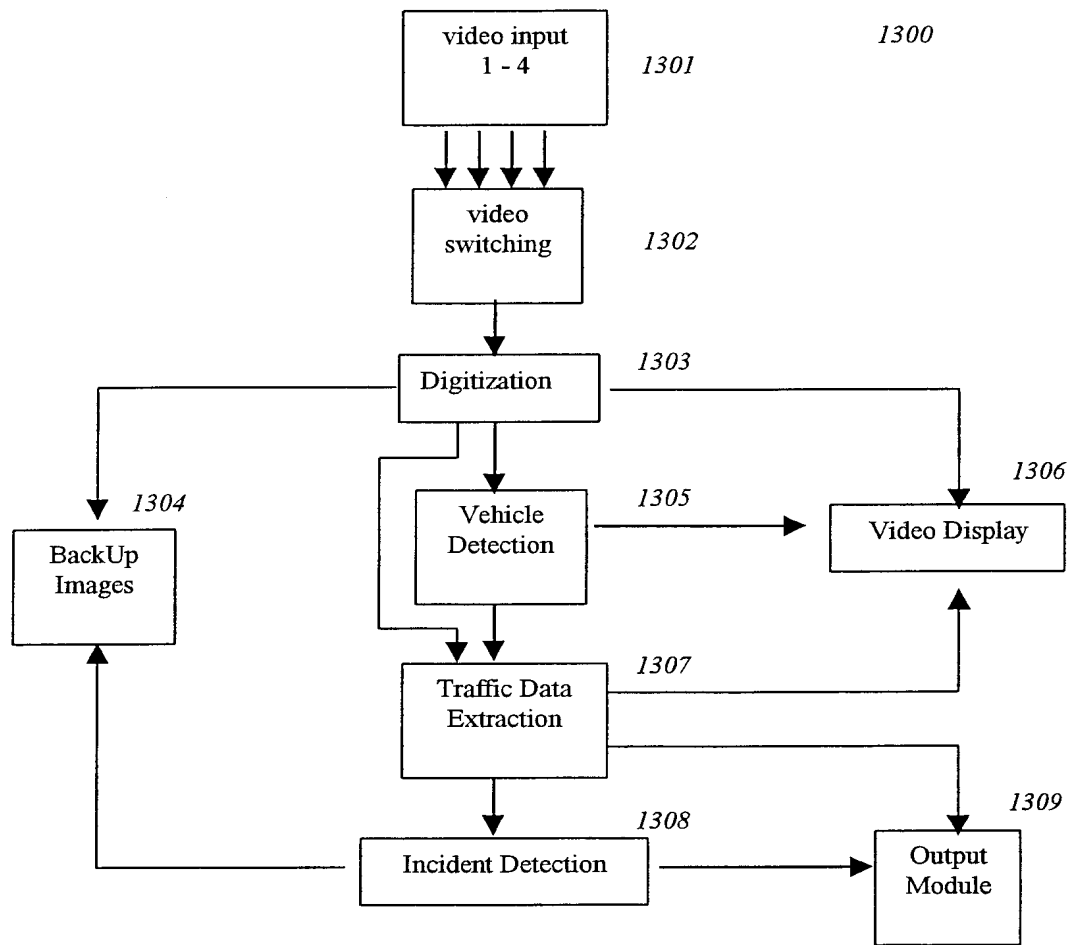 video input
1 - 4
1300
1301
video
switching
1302
Digitization
1303
1304
1305
1306
BackUp
Images
Vehicle
Detection
Video Display
Traffic Data
Extraction
1307
1308
1309
Incident Detection
Output
Module